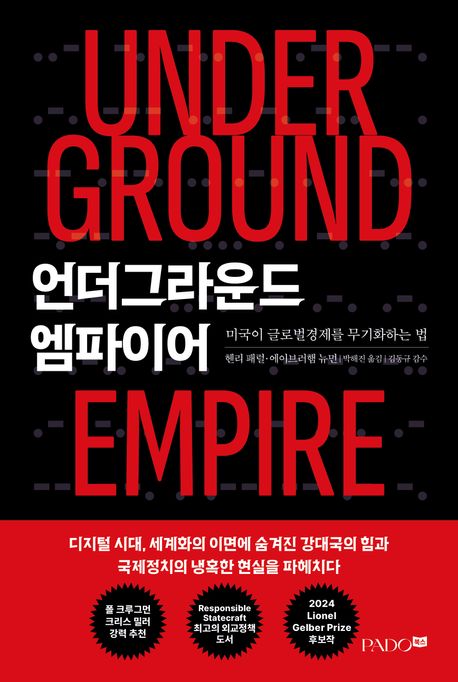 UNDER
GROUND
언더그라운드
엠파이어
미국이 글로벌경제를 무기화하는 법
헨리 패럴·에이브러햄 뉴먼 | 박해진 옮김 | 김동규 감수
EMPIRE
디지털 시대, 세계화의 이면에 숨겨진 강대국의 힘과
국제정치의 냉혹한 현실을 파헤치다
폴 크루그먼
크리스 밀러
강력 추천
Responsible
Statecraft
최고의 외교정책
도서
2024
Lionel
Gelber Prize
후보작
PADO 북스